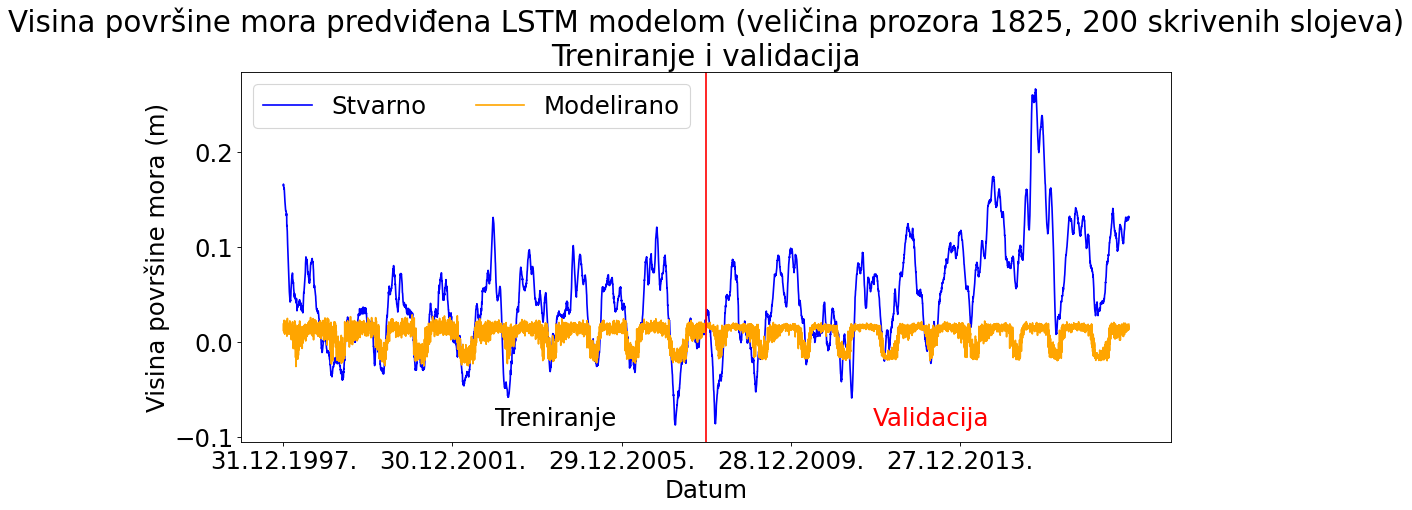 Visina površine mora predviđena LSTM modelom (veličina prozora 1825, 200 skrivenih slojeva)
Treniranje i validacija
Stvarno
Modelirano
Visina površine mora (m)
0.2
0.1
0.0
−0.1
Treniranje
Validacija
31.12.1997.
30.12.2001.
29.12.2005.
28.12.2009.
27.12.2013.
Datum